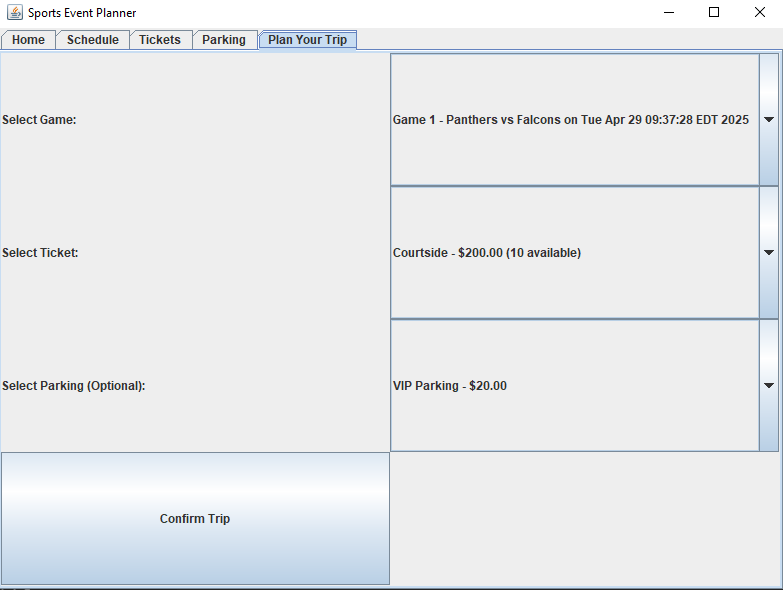 Sports Event Planner
Home Schedule Tickets Parking Plan Your Trip
Select Game: Game 1 - Panthers vs Falcons on Tue Apr 29 09:37:28 EDT 2025
Select Ticket: Courtside - $200.00 (10 available)
Select Parking (Optional): VIP Parking - $20.00
Confirm Trip